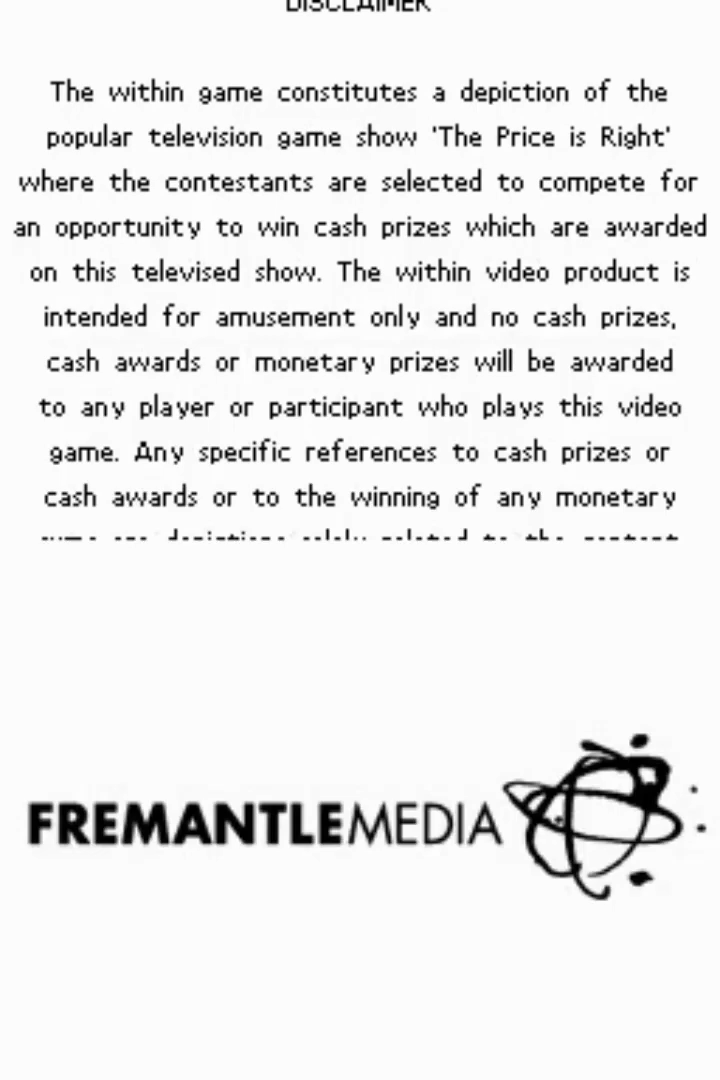 DISCLAIMER
The within game constitutes a depiction of the
popular television game show 'The Price is Right'
where the contestants are selected to compete for
an opportunity to win cash prizes which are awarded
on this televised show. The within video product is
intended for amusement only and no cash prizes,
cash awards or monetary prizes will be awarded
to any player or participant who plays this video
game. Any specific references to cash prizes or
cash awards or to the winning of any monetary
FREMANTLEMEDIA